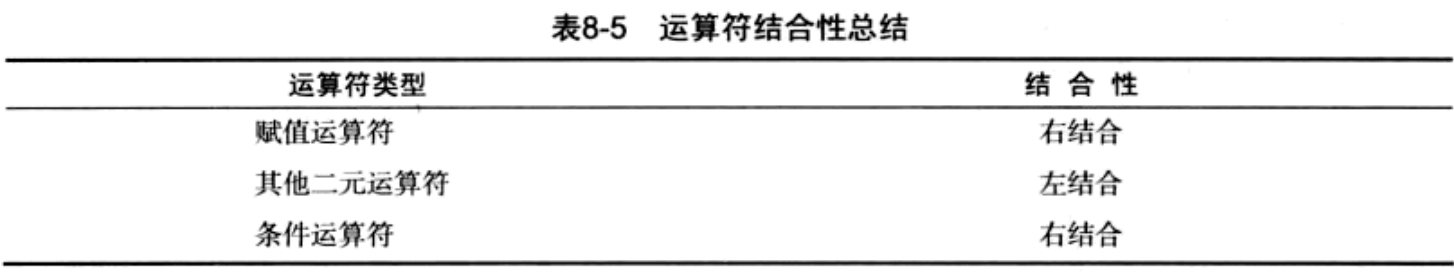 表8-5 运算符结合性总结
运算符类型 结合性
赋值运算符 右结合
其他二元运算符 左结合
条件运算符 右结合